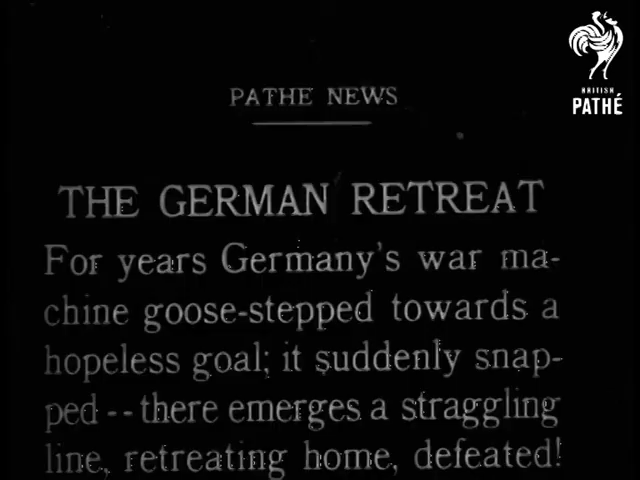 BRITISH
PATHÉ
PATHE NEWS
THE GERMAN RETREAT
For years Germany's war ma-
chine goose-stepped towards a
hopeless goal; it suddenly snap-
ped -- there emerges a straggling
line, retreating home, defeated!